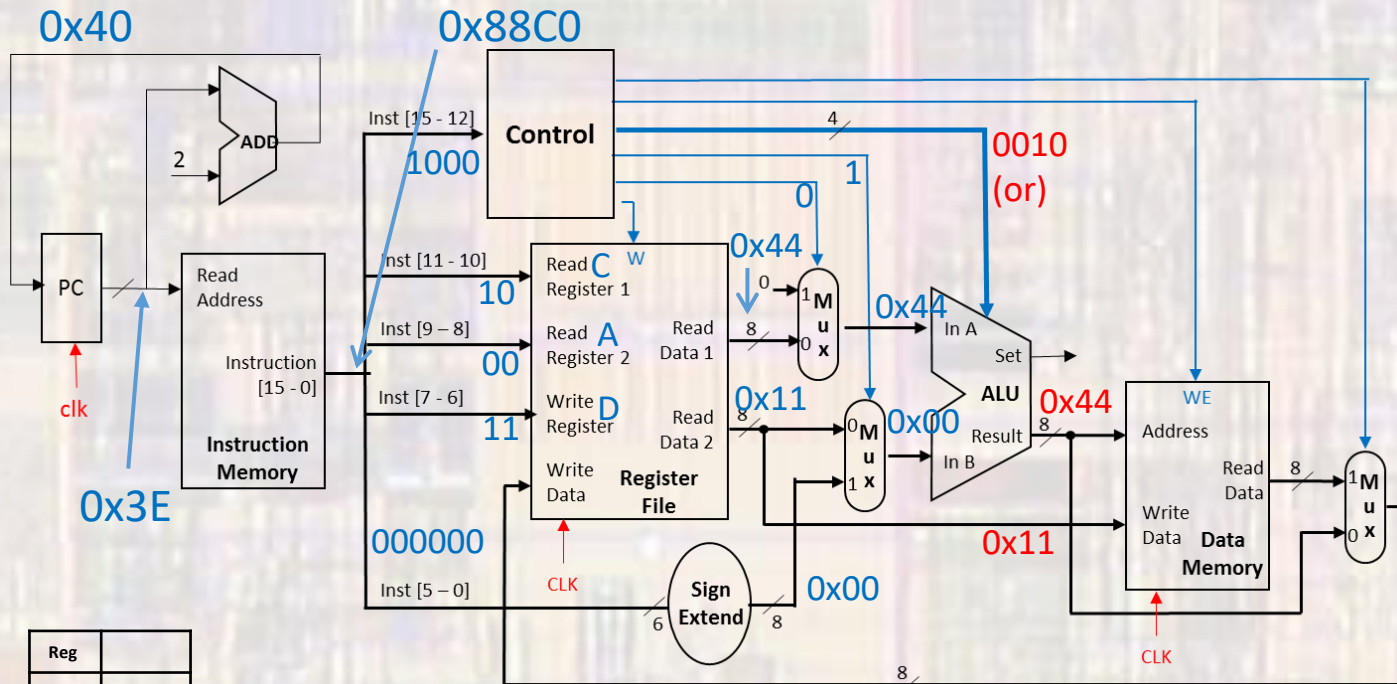 0x40
0x88C0
ADD
2
Inst [15 - 12]
1000
Control
4
0010
(or)
1
0
PC
clk
0x3E
Read
Address
Instruction
[15 - 0]
Instruction
Memory
Inst [11 - 10]
10
Inst [9 – 8]
00
Inst [7 - 6]
11
000000
Inst [5 – 0]
6
Read C
Register 1
W
Read A
Register 2
Write D
Register
Write
Data
Read
Data 1
Read
Data 2
Register
File
CLK
0x44
8
0
1
M
u
x
0
0x44
0x11
8
0
M
u
x
1
0x00
Sign
Extend
8
0x00
In A
Set
ALU
Result
In B
0x44
8
0x11
WE
Address
Read
Data
Write
Data
Data
Memory
CLK
8
1
M
u
x
0
8
Reg